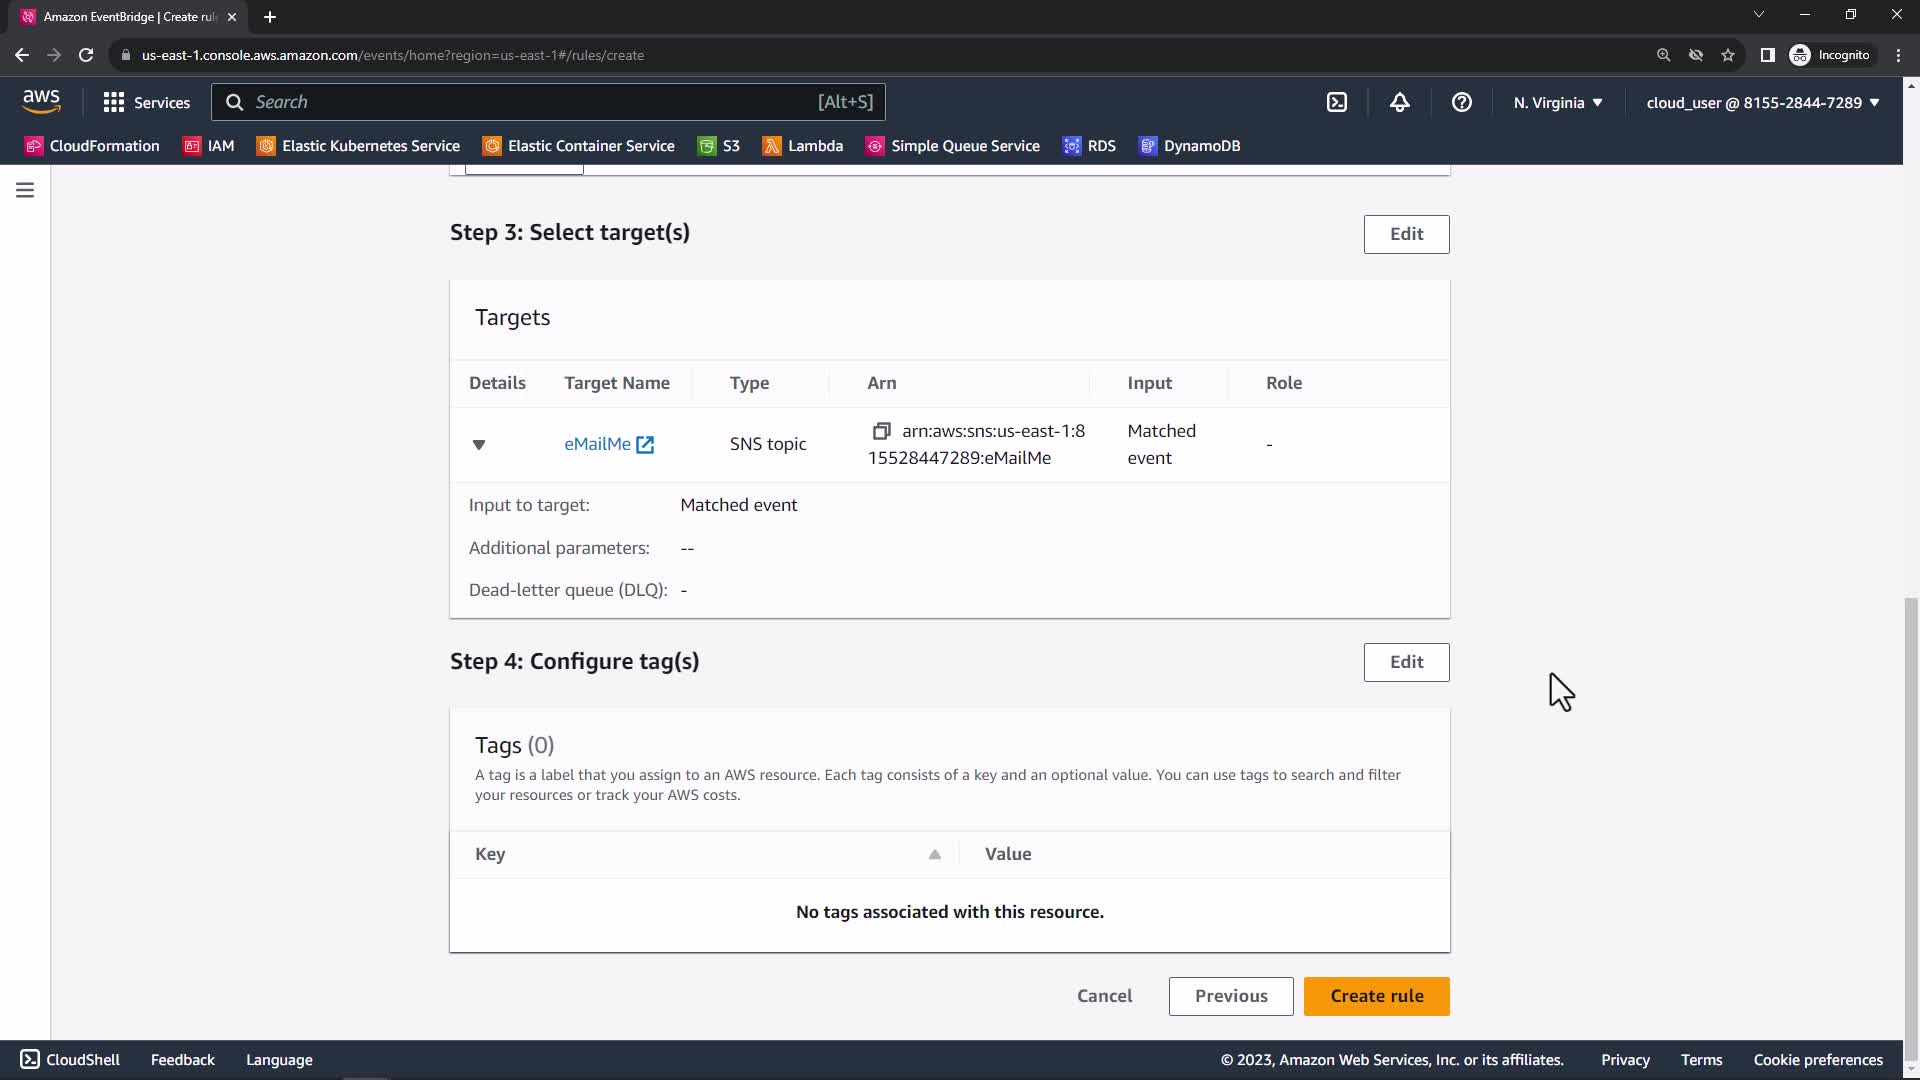 Amazon EventBridge | Create rul
us-east-1.console.aws.amazon.com/events/home?region=us-east-1#/rules/create
Incognito
aws
Services
Search
[Alt+S]
N. Virginia
cloud_user @ 8155-2844-7289
CloudFormation
IAM
Elastic Kubernetes Service
Elastic Container Service
S3
Lambda
Simple Queue Service
RDS
DynamoDB
Step 3: Select target(s)
Edit
Targets
Details
Target Name
Type
Arn
Input
Role
eMailMe
SNS topic
arn:aws:sns:us-east-1:8
15528447289:eMailMe
Matched
event
-
Input to target:
Matched event
Additional parameters:
--
Dead-letter queue (DLQ):
-
Step 4: Configure tag(s)
Edit
Tags (0)
A tag is a label that you assign to an AWS resource. Each tag consists of a key and an optional value. You can use tags to search and filter
your resources or track your AWS costs.
Key
Value
No tags associated with this resource.
Cancel
Previous
Create rule
CloudShell
Feedback
Language
© 2023, Amazon Web Services, Inc. or its affiliates.
Privacy
Terms
Cookie preferences